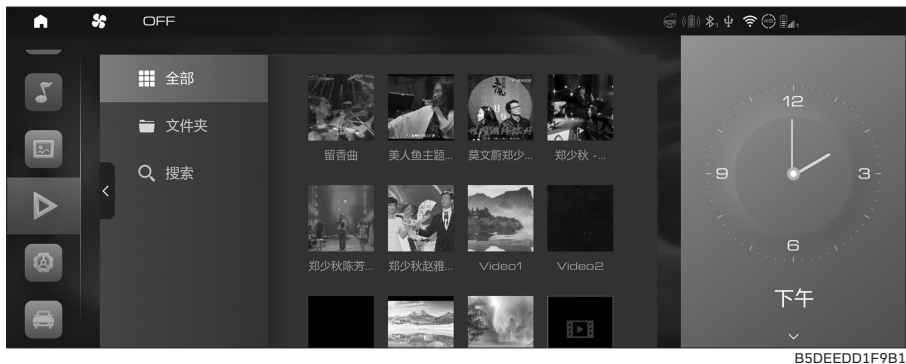 OFF
全部
文件夹
搜索
留香曲
美人鱼主题...
莫文蔚郑少...
郑少秋 -...
郑少秋陈芳...
郑少秋赵雅...
Video1
Video2
12
3
6
9
下午
B5DEEDD1F9B1